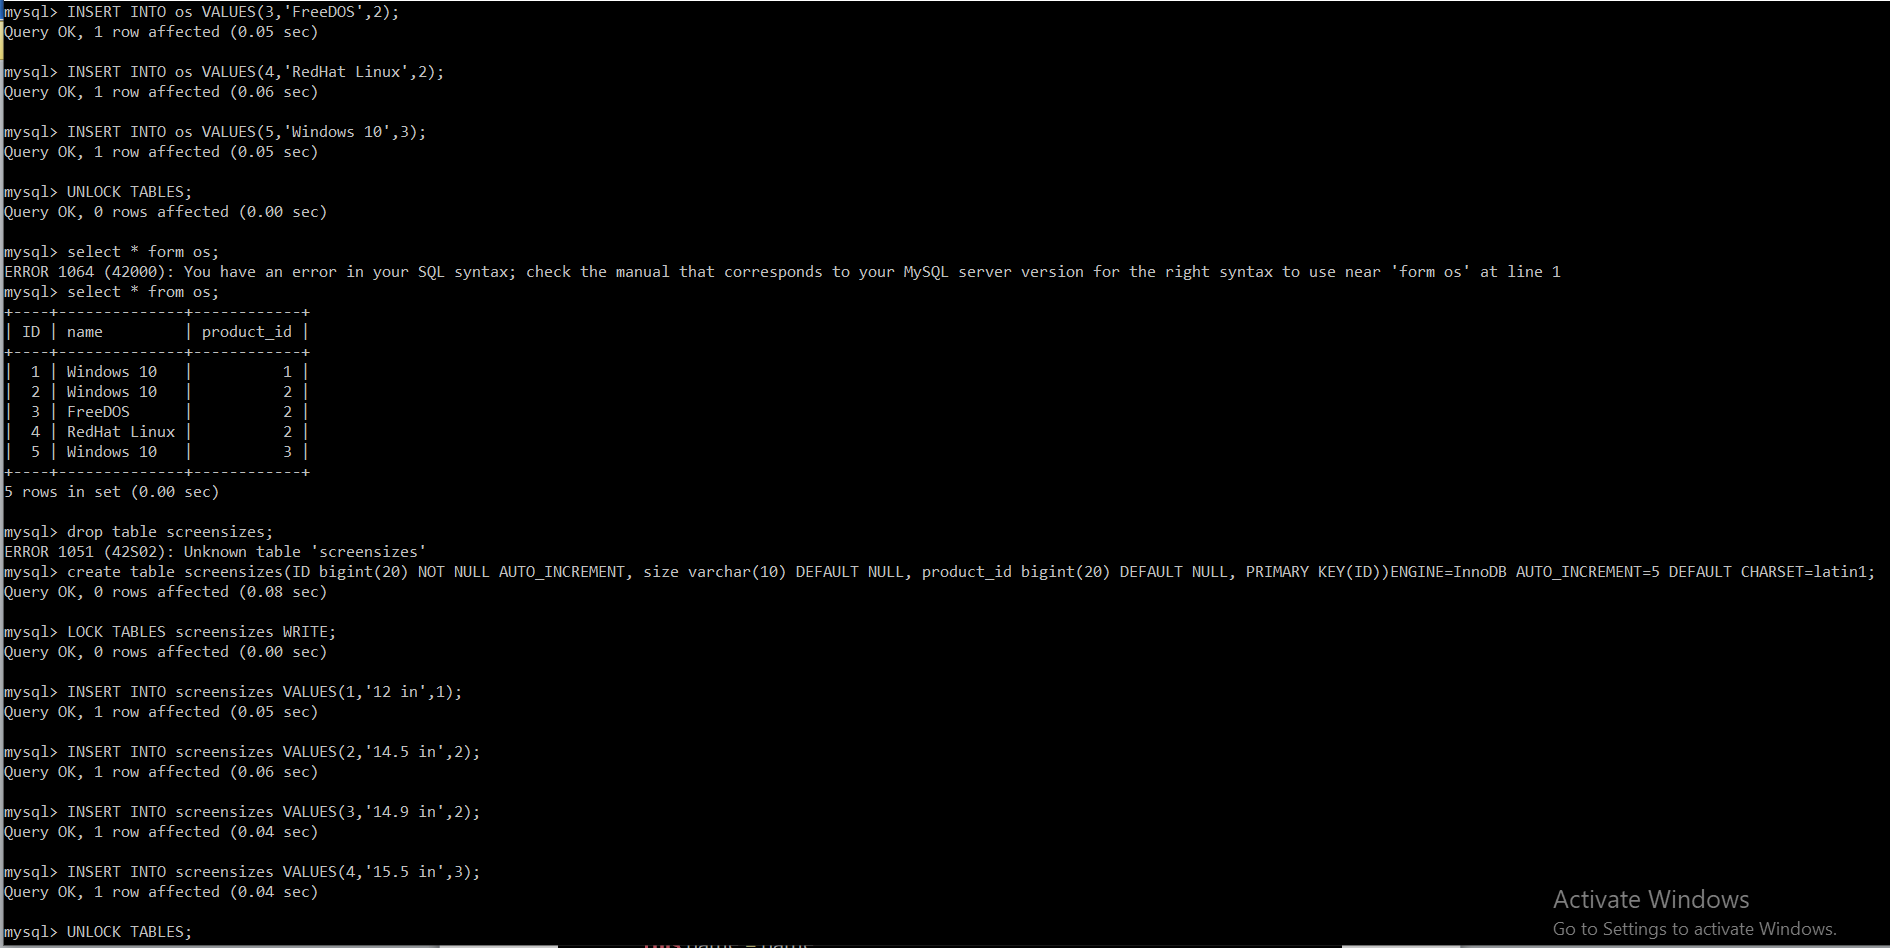 mysql> INSERT INTO os VALUES(3,'FreeDOS',2);
Query OK, 1 row affected (0.05 sec)
mysql> INSERT INTO os VALUES(4,'RedHat Linux',2);
Query OK, 1 row affected (0.06 sec)
mysql> INSERT INTO os VALUES(5,'Windows 10',3);
Query OK, 1 row affected (0.05 sec)
mysql> UNLOCK TABLES;
Query OK, 0 rows affected (0.00 sec)
mysql> select * form os;
ERROR 1064 (42000): You have an error in your SQL syntax; check the manual that corresponds to your MySQL server version for the right syntax to use near 'form os' at line 1
mysql> select * from os;
+----+--------------+------------+
| ID | name         | product_id |
+----+--------------+------------+
|  1 | Windows 10   |          1 |
|  2 | Windows 10   |          2 |
|  3 | FreeDOS      |          2 |
|  4 | RedHat Linux |          2 |
|  5 | Windows 10   |          3 |
+----+--------------+------------+
5 rows in set (0.00 sec)
mysql> drop table screensizes;
ERROR 1051 (42S02): Unknown table 'screensizes'
mysql> create table screensizes(ID bigint(20) NOT NULL AUTO_INCREMENT, size varchar(10) DEFAULT NULL, product_id bigint(20) DEFAULT NULL, PRIMARY KEY(ID))ENGINE=InnoDB AUTO_INCREMENT=5 DEFAULT CHARSET=latin1;
Query OK, 0 rows affected (0.08 sec)
mysql> LOCK TABLES screensizes WRITE;
Query OK, 0 rows affected (0.00 sec)
mysql> INSERT INTO screensizes VALUES(1,'12 in',1);
Query OK, 1 row affected (0.05 sec)
mysql> INSERT INTO screensizes VALUES(2,'14.5 in',2);
Query OK, 1 row affected (0.06 sec)
mysql> INSERT INTO screensizes VALUES(3,'14.9 in',2);
Query OK, 1 row affected (0.04 sec)
mysql> INSERT INTO screensizes VALUES(4,'15.5 in',3);
Query OK, 1 row affected (0.04 sec)
mysql> UNLOCK TABLES;
Activate Windows
Go to Settings to activate Windows.